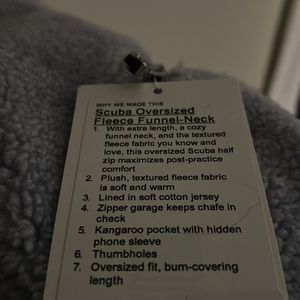 WHY WE MADE THIS
Scuba Oversized
Fleece Funnel-Neck
1. With extra length, a cozy
funnel neck, and the textured
fleece fabric you know and
love, this oversized Scuba half
zip maximizes post-practice
comfort
2. Plush, textured fleece fabric
is soft and warm
3. Lined in soft cotton jersey
4. Zipper garage keeps chafe in
check
5. Kangaroo pocket with hidden
phone sleeve
6. Thumbholes
7. Oversized fit, bum-covering
length